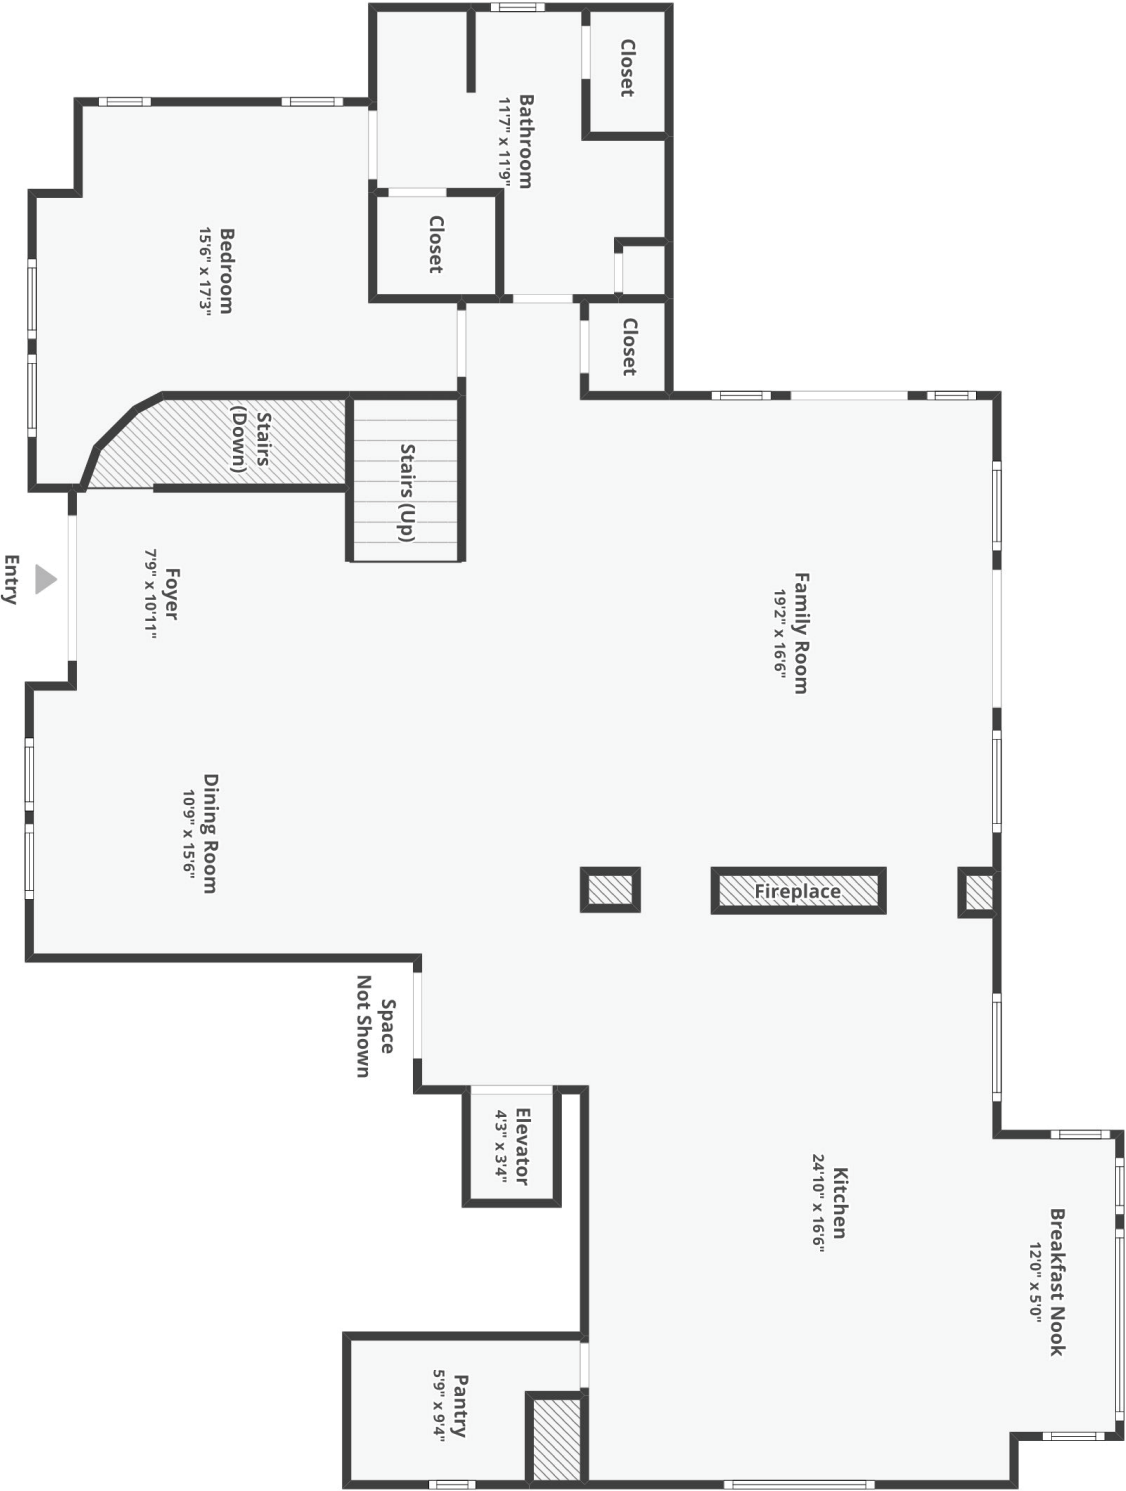 Closet
Bathroom
11'7" x 11'9"
Closet
Bedroom
15'6" x 17'3"
Closet
Stairs
(Down)
Stairs (Up)
Entry
Foyer
7'9" x 10'11"
Family Room
19'2" x 16'6"
Dining Room
10'9" x 15'6"
Fireplace
Space
Not Shown
Elevator
4'3" x 3'4"
Kitchen
24'10" x 16'6"
Breakfast Nook
12'0" x 5'0"
Pantry
5'9" x 9'4"